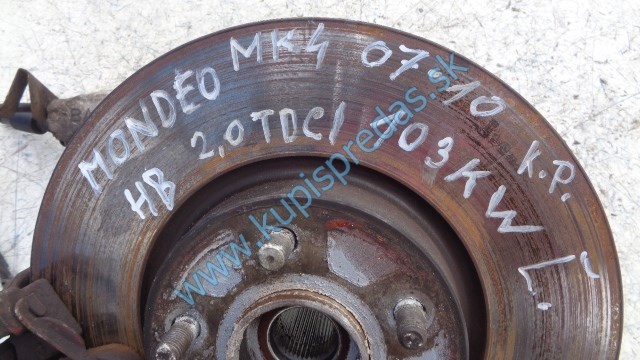 MONDEO MK4 07-10 K.P.
HB 2,0TDCI 103KW Ľ.
www.kupispredas.sk